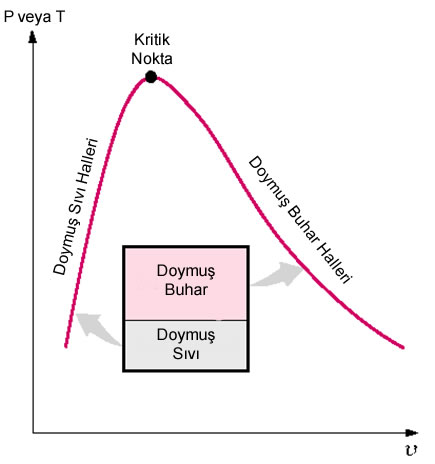 P veya T
Kritik
Nokta
Doymuş Sıvı Halleri
Doymuş Buhar Halleri
Doymuş
Buhar
Doymuş
Sıvı
υ